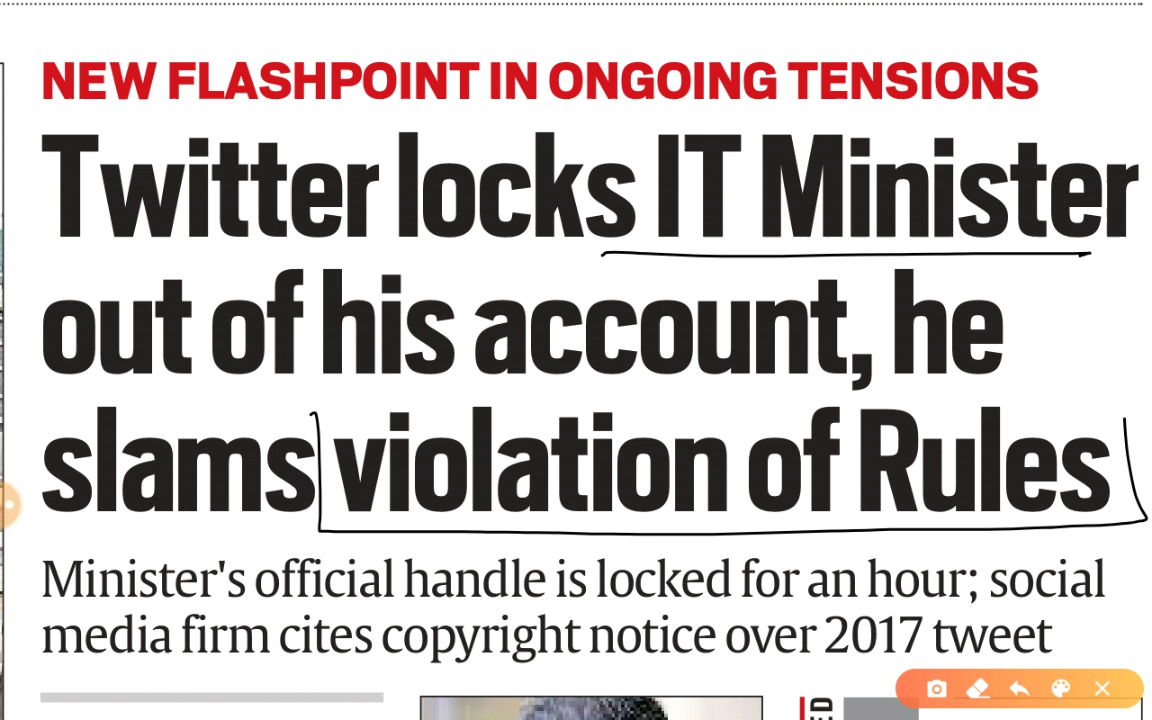 NEW FLASHPOINT IN ONGOING TENSIONS
Twitter locks IT Minister
out of his account, he
slams violation of Rules
Minister's official handle is locked for an hour; social
media firm cites copyright notice over 2017 tweet
ED